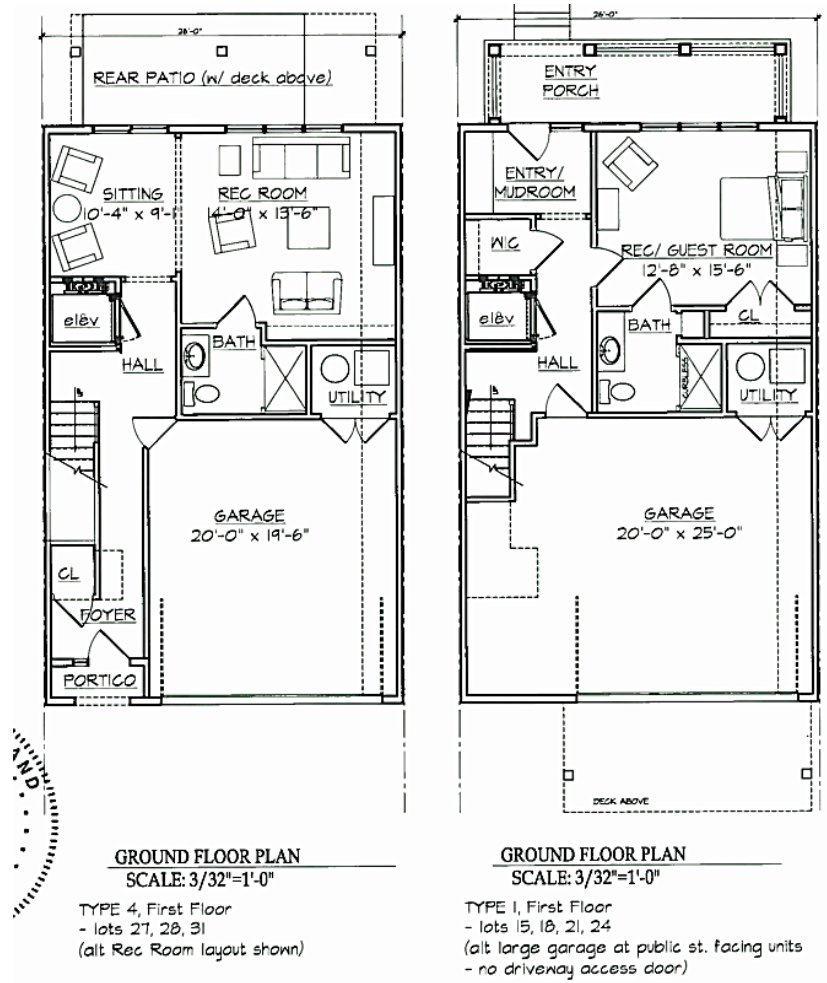 26'-0"
REAR PATIO (w/ deck above)
SITTING
10'-4" x 9'-1
REC ROOM
14'-0" x 13'-6"
elev
HALL
BATH
UTILITY
GARAGE
20'-0" x 19'-6"
CL
FOYER
PORTICO
AND
GROUND FLOOR PLAN
SCALE: 3/32"=1'-0"
TYPE 4, First Floor
- lots 27, 28, 31
(alt Rec Room layout shown)
26'-0"
ENTRY
PORCH
ENTRY/
MUDROOM
WIC
REC/ GUEST ROOM
12'-8" x 15'-6"
elev
CL
BATH
HALL
CURBLESS
UTILITY
GARAGE
20'-0" x 25'-0"
DECK ABOVE
GROUND FLOOR PLAN
SCALE: 3/32"=1'-0"
TYPE 1, First Floor
- lots 15, 18, 21, 24
(alt large garage at public st. facing units
- no driveway access door)